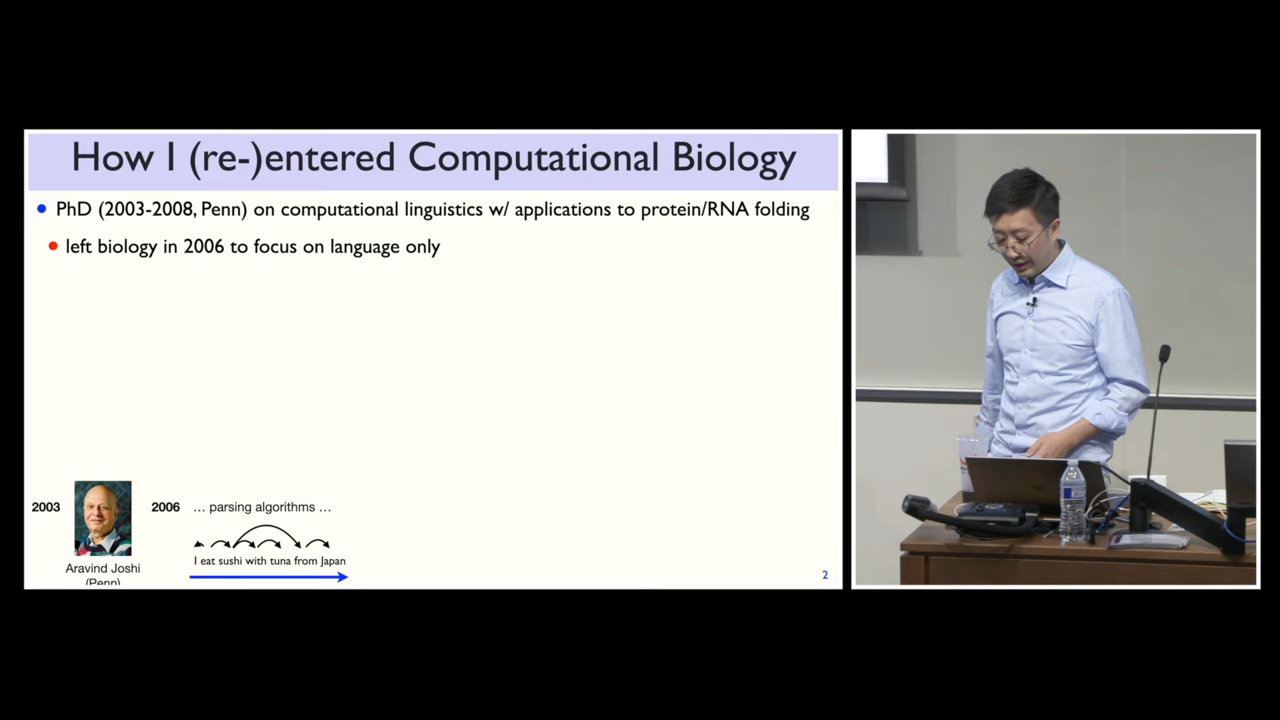 How I (re-)entered Computational Biology
• PhD (2003-2008, Penn) on computational linguistics w/ applications to protein/RNA folding
• left biology in 2006 to focus on language only
2003
Aravind Joshi
(Penn)
2006
... parsing algorithms ...
I eat sushi with tuna from Japan
2